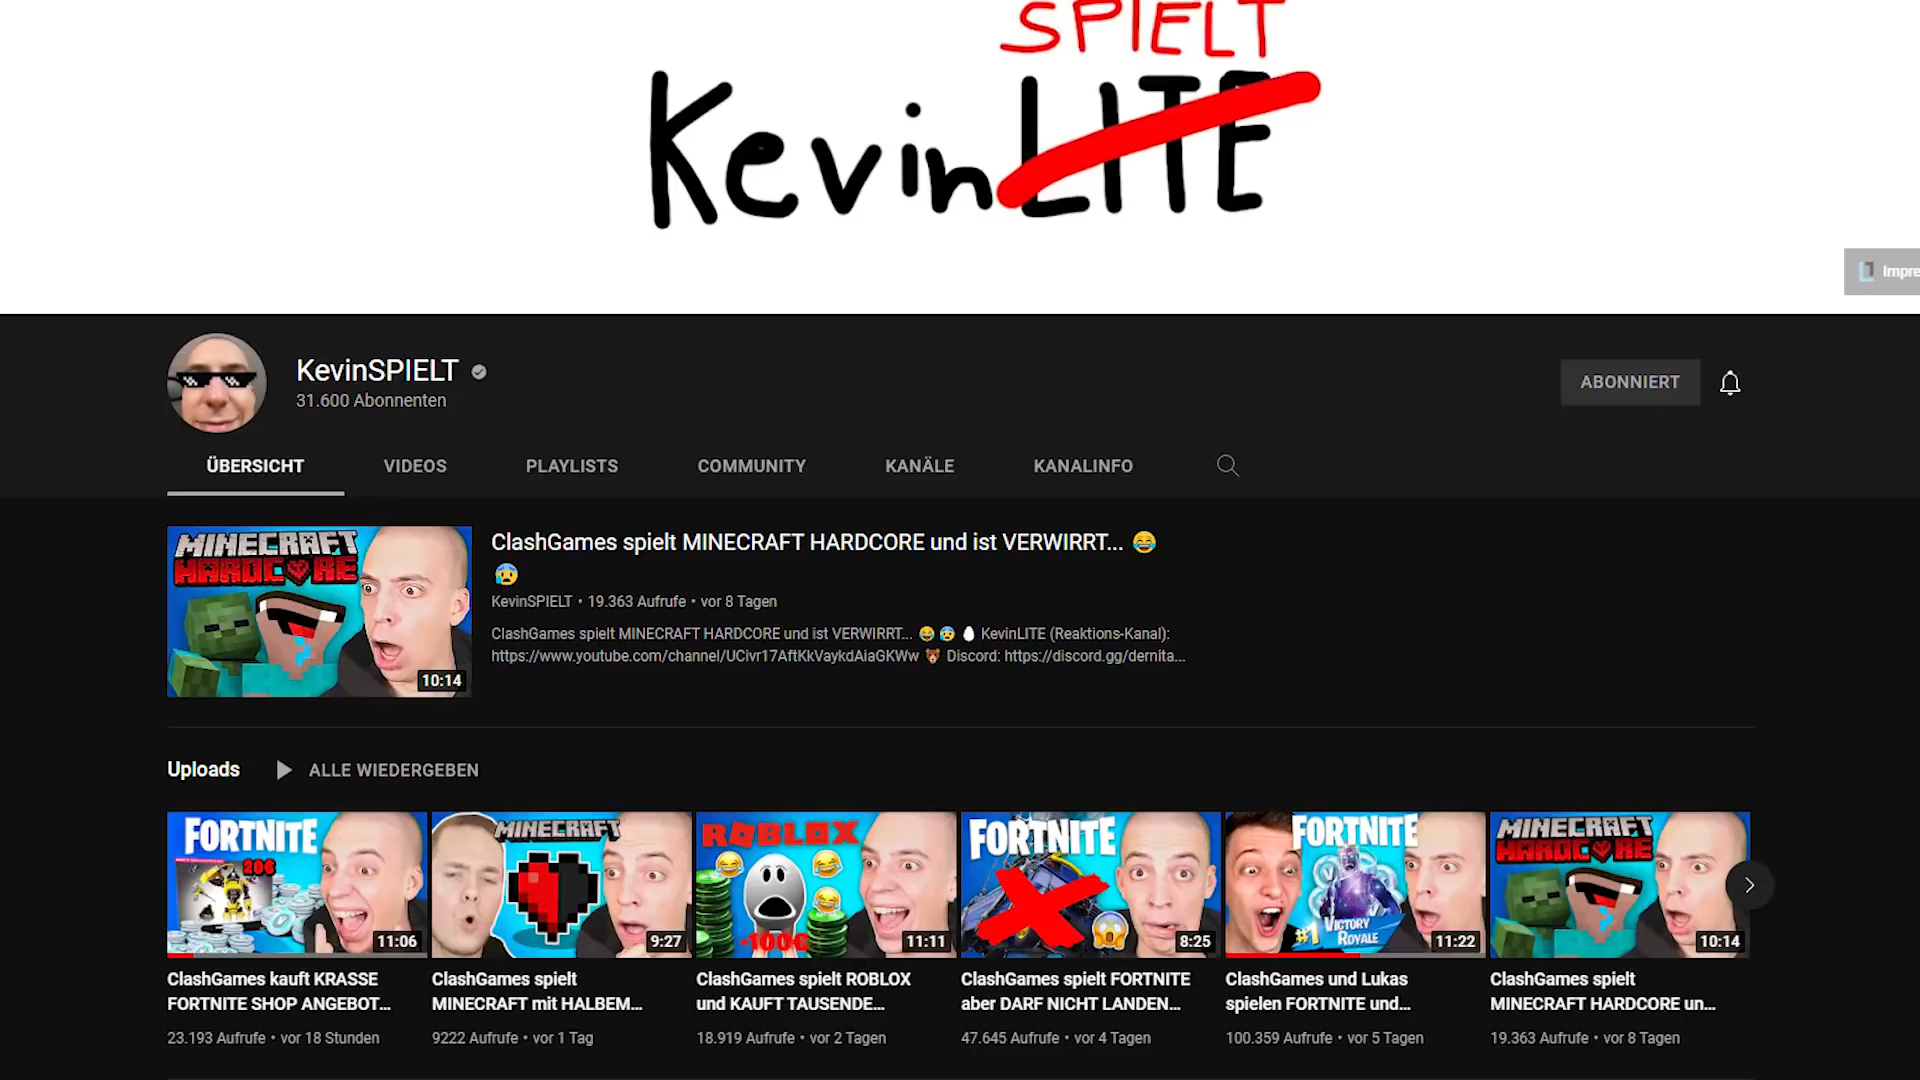 SPIELT
KevinLITE
Impre
KevinSPIELT
31.600 Abonnenten
ABONNIERT
ÜBERSICHT
VIDEOS
PLAYLISTS
COMMUNITY
KANÄLE
KANALINFO
MINECRAFT
HARDCORE
10:14
ClashGames spielt MINECRAFT HARDCORE und ist VERWIRRT... 😂
😰
KevinSPIELT • 19.363 Aufrufe • vor 8 Tagen
ClashGames spielt MINECRAFT HARDCORE und ist VERWIRRT... 😂 😰 🥚 KevinLITE (Reaktions-Kanal):
https://www.youtube.com/channel/UCivr17AftKkVaykdAiaGKWw 🐻 Discord: https://discord.gg/dernita...
Uploads
ALLE WIEDERGEBEN
FORTNITE
20€
11:06
MINECRAFT
9:27
ROBLOX
-100€
11:11
FORTNITE
8:25
FORTNITE
#1 VICTORY
ROYALE
11:22
MINECRAFT
HARDCORE
10:14
ClashGames kauft KRASSE
FORTNITE SHOP ANGEBOT...
23.193 Aufrufe • vor 18 Stunden
ClashGames spielt
MINECRAFT mit HALBEM...
9222 Aufrufe • vor 1 Tag
ClashGames spielt ROBLOX
und KAUFT TAUSENDE...
18.919 Aufrufe • vor 2 Tagen
ClashGames spielt FORTNITE
aber DARF NICHT LANDEN...
47.645 Aufrufe • vor 4 Tagen
ClashGames und Lukas
spielen FORTNITE und...
100.359 Aufrufe • vor 5 Tagen
ClashGames spielt
MINECRAFT HARDCORE un...
19.363 Aufrufe • vor 8 Tagen